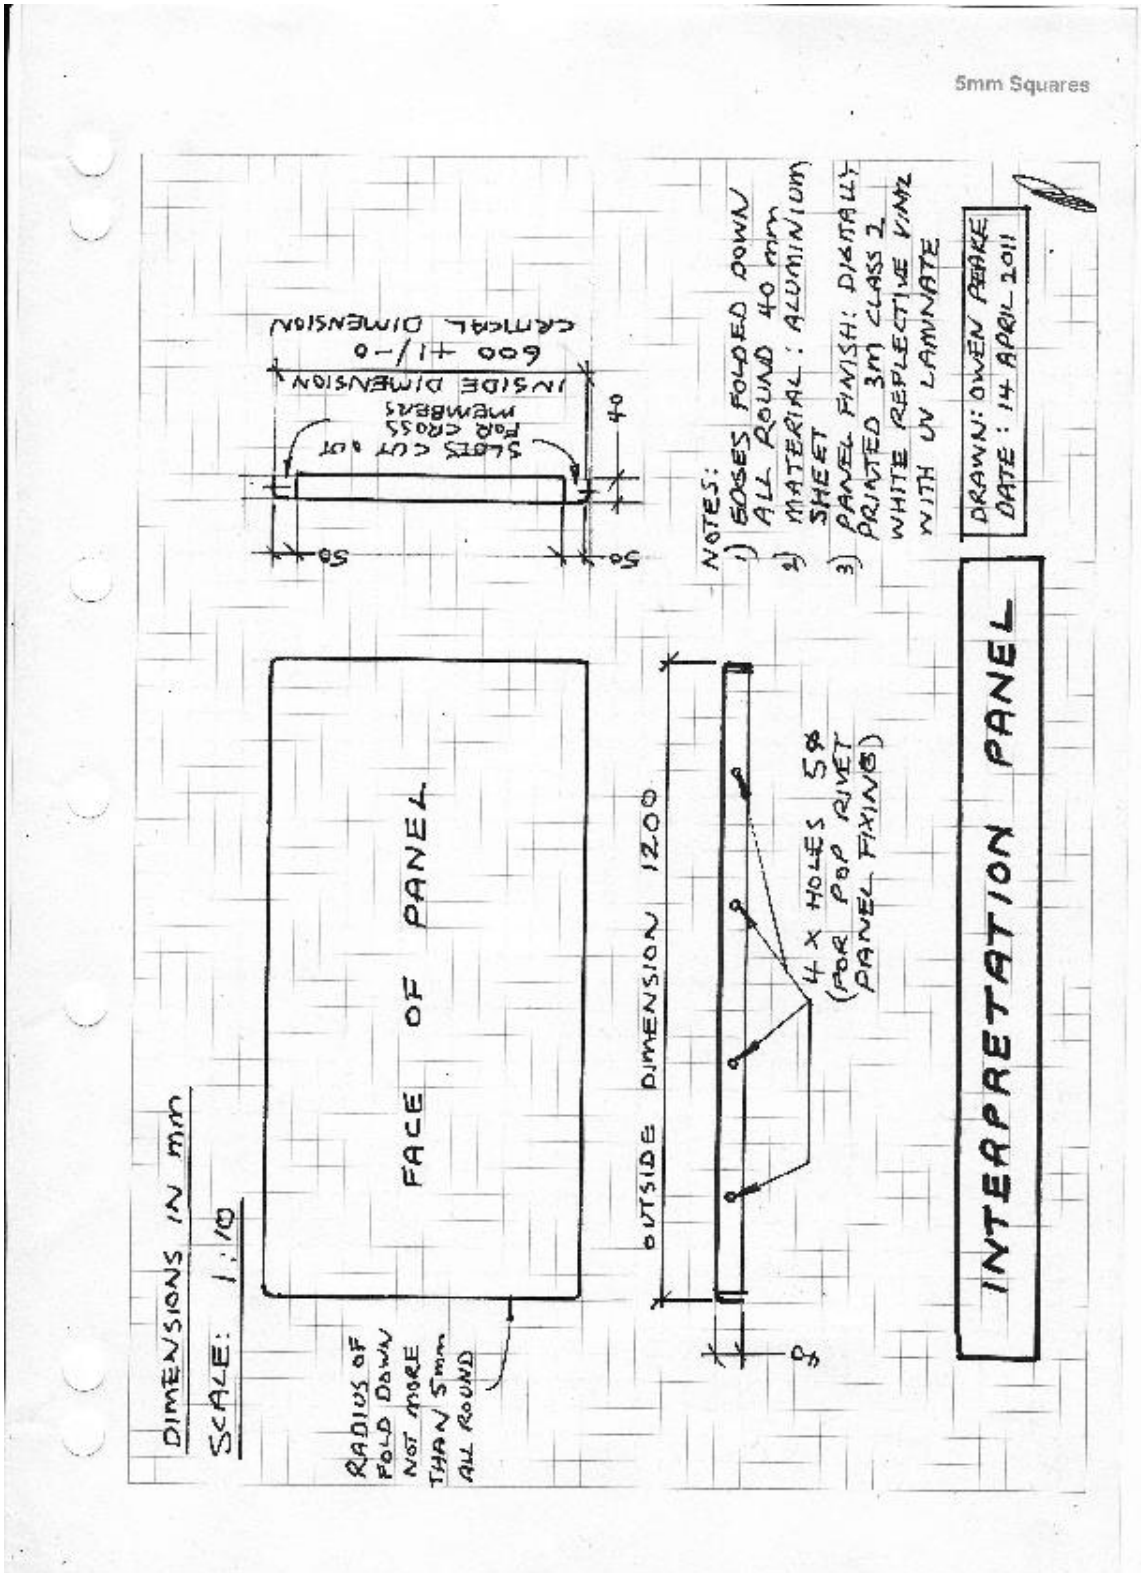 5mm Squares
DIMENSIONS IN mm
SCALE: 1:10
RADIUS OF
FOLD DOWN
NOT MORE
THAN 5mm
ALL ROUND
FACE OF PANEL
50
50
SLOTS CUT OUT
FOR CROSS
MEMBERS
INSIDE DIMENSION
600 +1/-0
CRITICAL DIMENSION
40
OUTSIDE DIMENSION 1200
4 X HOLES 5ø
(FOR POP RIVET
PANEL FIXING)
NOTES:
1) EDGES FOLDED DOWN
ALL ROUND 40 mm
2) MATERIAL: ALUMINIUM
SHEET
3) PANEL FINISH: DIGITALLY
PRINTED 3M CLASS 2
WHITE REFLECTIVE VINYL
WITH UV LAMINATE
INTERPRETATION PANEL
DRAWN: OWEN PEAKE
DATE: 14 APRIL 2011